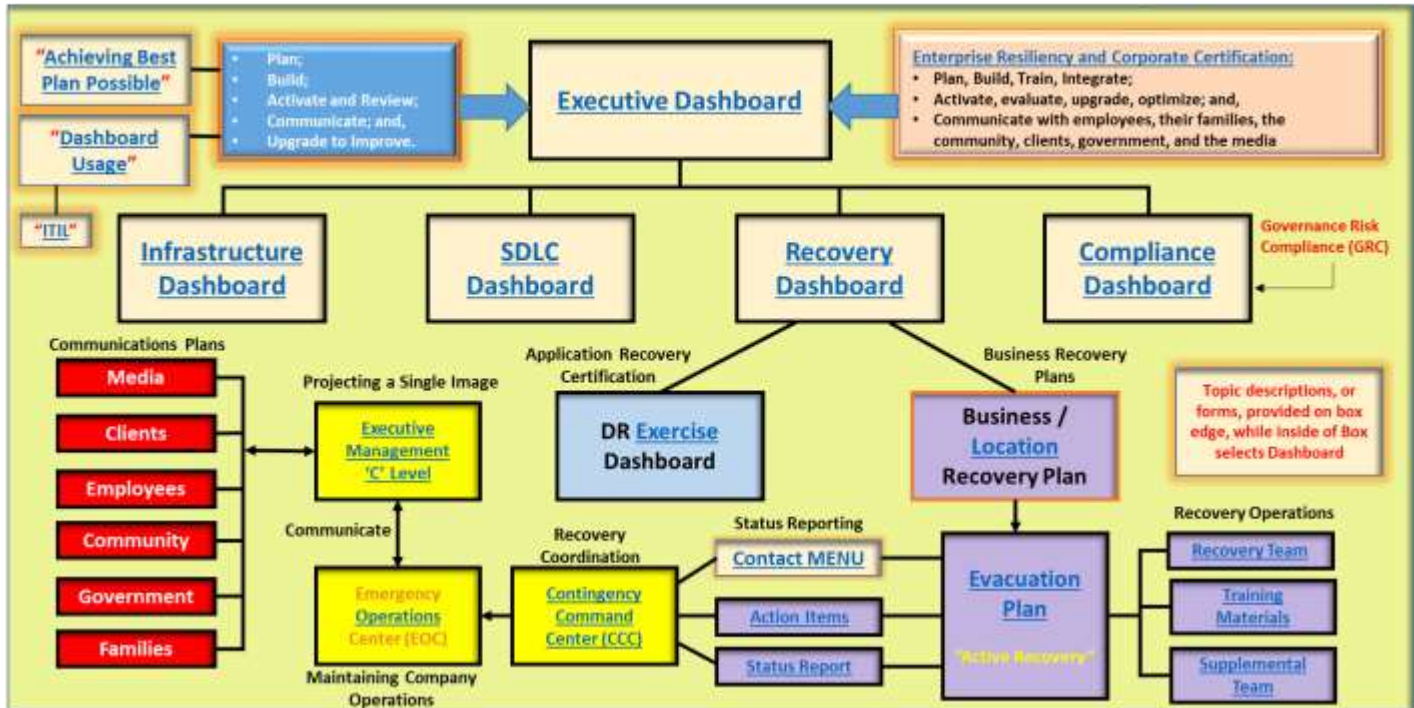 "Achieving Best
Plan Possible"
"Dashboard
Usage"
"ITIL"
• Plan;
• Build;
• Activate and Review;
• Communicate; and,
• Upgrade to Improve.
Executive Dashboard
Enterprise Resiliency and Corporate Certification:
• Plan, Build, Train, Integrate;
• Activate, evaluate, upgrade, optimize; and,
• Communicate with employees, their families, the
community, clients, government, and the media
Infrastructure
Dashboard
SDLC
Dashboard
Recovery
Dashboard
Compliance
Dashboard
Governance Risk
Compliance (GRC)
Communications Plans
Media
Clients
Employees
Community
Government
Families
Projecting a Single Image
Executive
Management
'C' Level
Communicate
Emergency
Operations
Center (EOC)
Maintaining Company
Operations
Application Recovery
Certification
DR Exercise
Dashboard
Business Recovery
Plans
Business /
Location
Recovery Plan
Topic descriptions, or
forms, provided on box
edge, while inside of Box
selects Dashboard
Recovery
Coordination
Contingency
Command
Center (CCC)
Status Reporting
Contact MENU
Action Items
Status Report
Evacuation
Plan
"Active Recovery"
Recovery Operations
Recovery Team
Training
Materials
Supplemental
Team